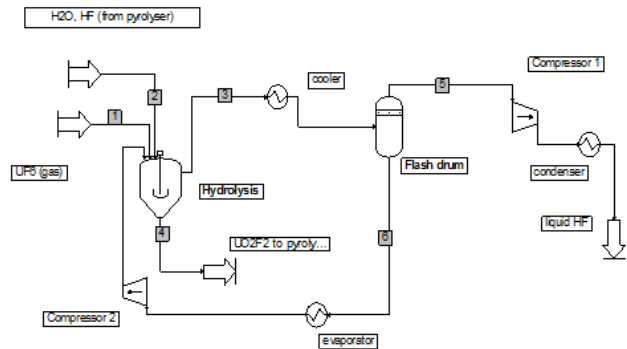 H2O, HF (from pyrolyser)
Compressor 1
cooler
5
3
2
1
UF6 (gas)
Flash drum
condenser
Hydrolysis
liquid HF
4
6
UO2F2 to pyroly...
Compressor 2
evaporator